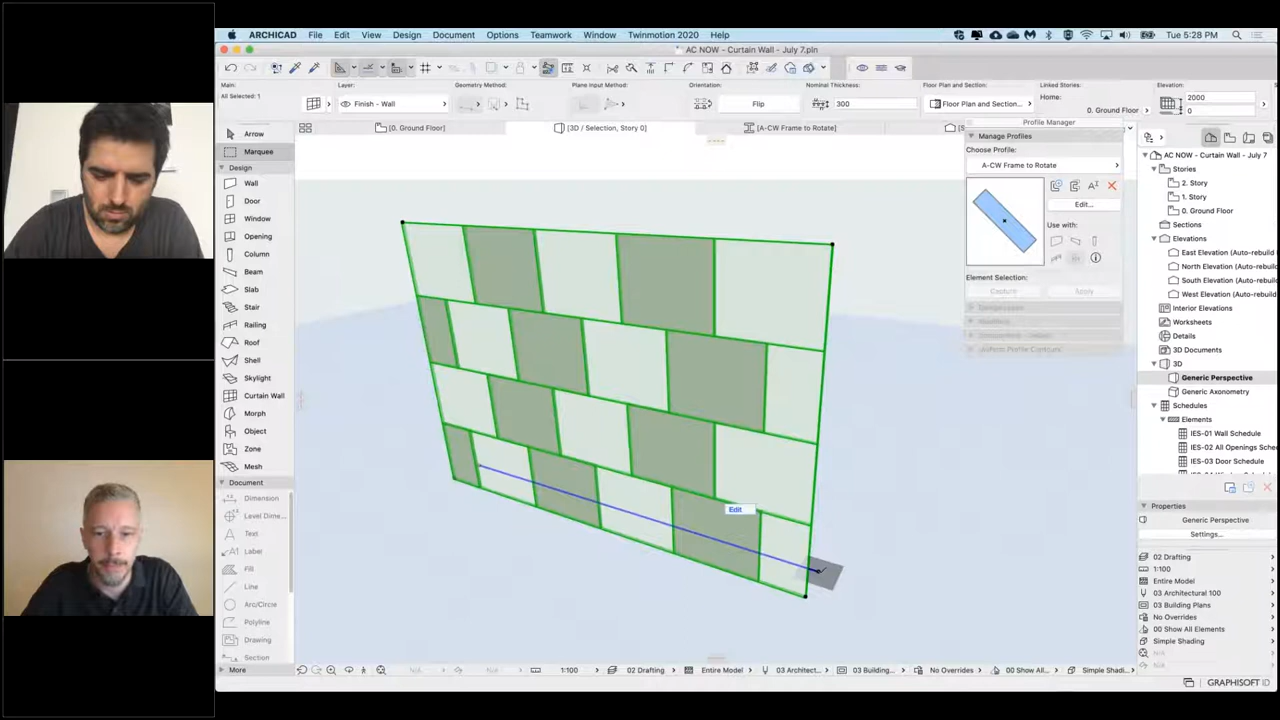 ARCHICAD File Edit View Design Document Options Teamwork Window Twinmotion 2020 Help
Tue 5:28 PM
AC NOW - Curtain Wall - July 7.pln
Main:
All Selected: 1
Layer:
Finish - Wall
Geometry Method:
Plane Input Method:
Orientation:
Flip
Nominal Thickness:
300
Floor Plan and Section:
Floor Plan and Section...
Linked Stories:
Home:
0. Ground Floor
Elevation:
2000
0
[0. Ground Floor]
[3D / Selection, Story 0]
[A-CW Frame to Rotate]
Arrow
Marquee
Design
Wall
Door
Window
Opening
Column
Beam
Slab
Stair
Railing
Roof
Shell
Skylight
Curtain Wall
Morph
Object
Zone
Mesh
Document
Dimension
Level Dime...
Text
Label
Fill
Line
Arc/Circle
Polyline
Drawing
Section
More
Edit
Profile Manager
Manage Profiles
Choose Profile:
A-CW Frame to Rotate
Edit...
Use with:
Element Selection:
Capture
Apply
AC NOW - Curtain Wall - July 7
Stories
2. Story
1. Story
0. Ground Floor
Sections
Elevations
East Elevation (Auto-rebuild
North Elevation (Auto-rebui
South Elevation (Auto-rebui
West Elevation (Auto-rebuil
Interior Elevations
Worksheets
Details
3D Documents
3D
Generic Perspective
Generic Axonometry
Schedules
Elements
IES-01 Wall Schedule
IES-02 All Openings Sche
IES-03 Door Schedule
Properties
Generic Perspective
Settings...
02 Drafting
1:100
Entire Model
03 Architectural 100
03 Building Plans
No Overrides
00 Show All Elements
Simple Shading
N/A
1:100
02 Drafting
Entire Model
03 Architect...
03 Building...
No Overrides
00 Show All...
Simple Shadi...
GRAPHISOFT ID